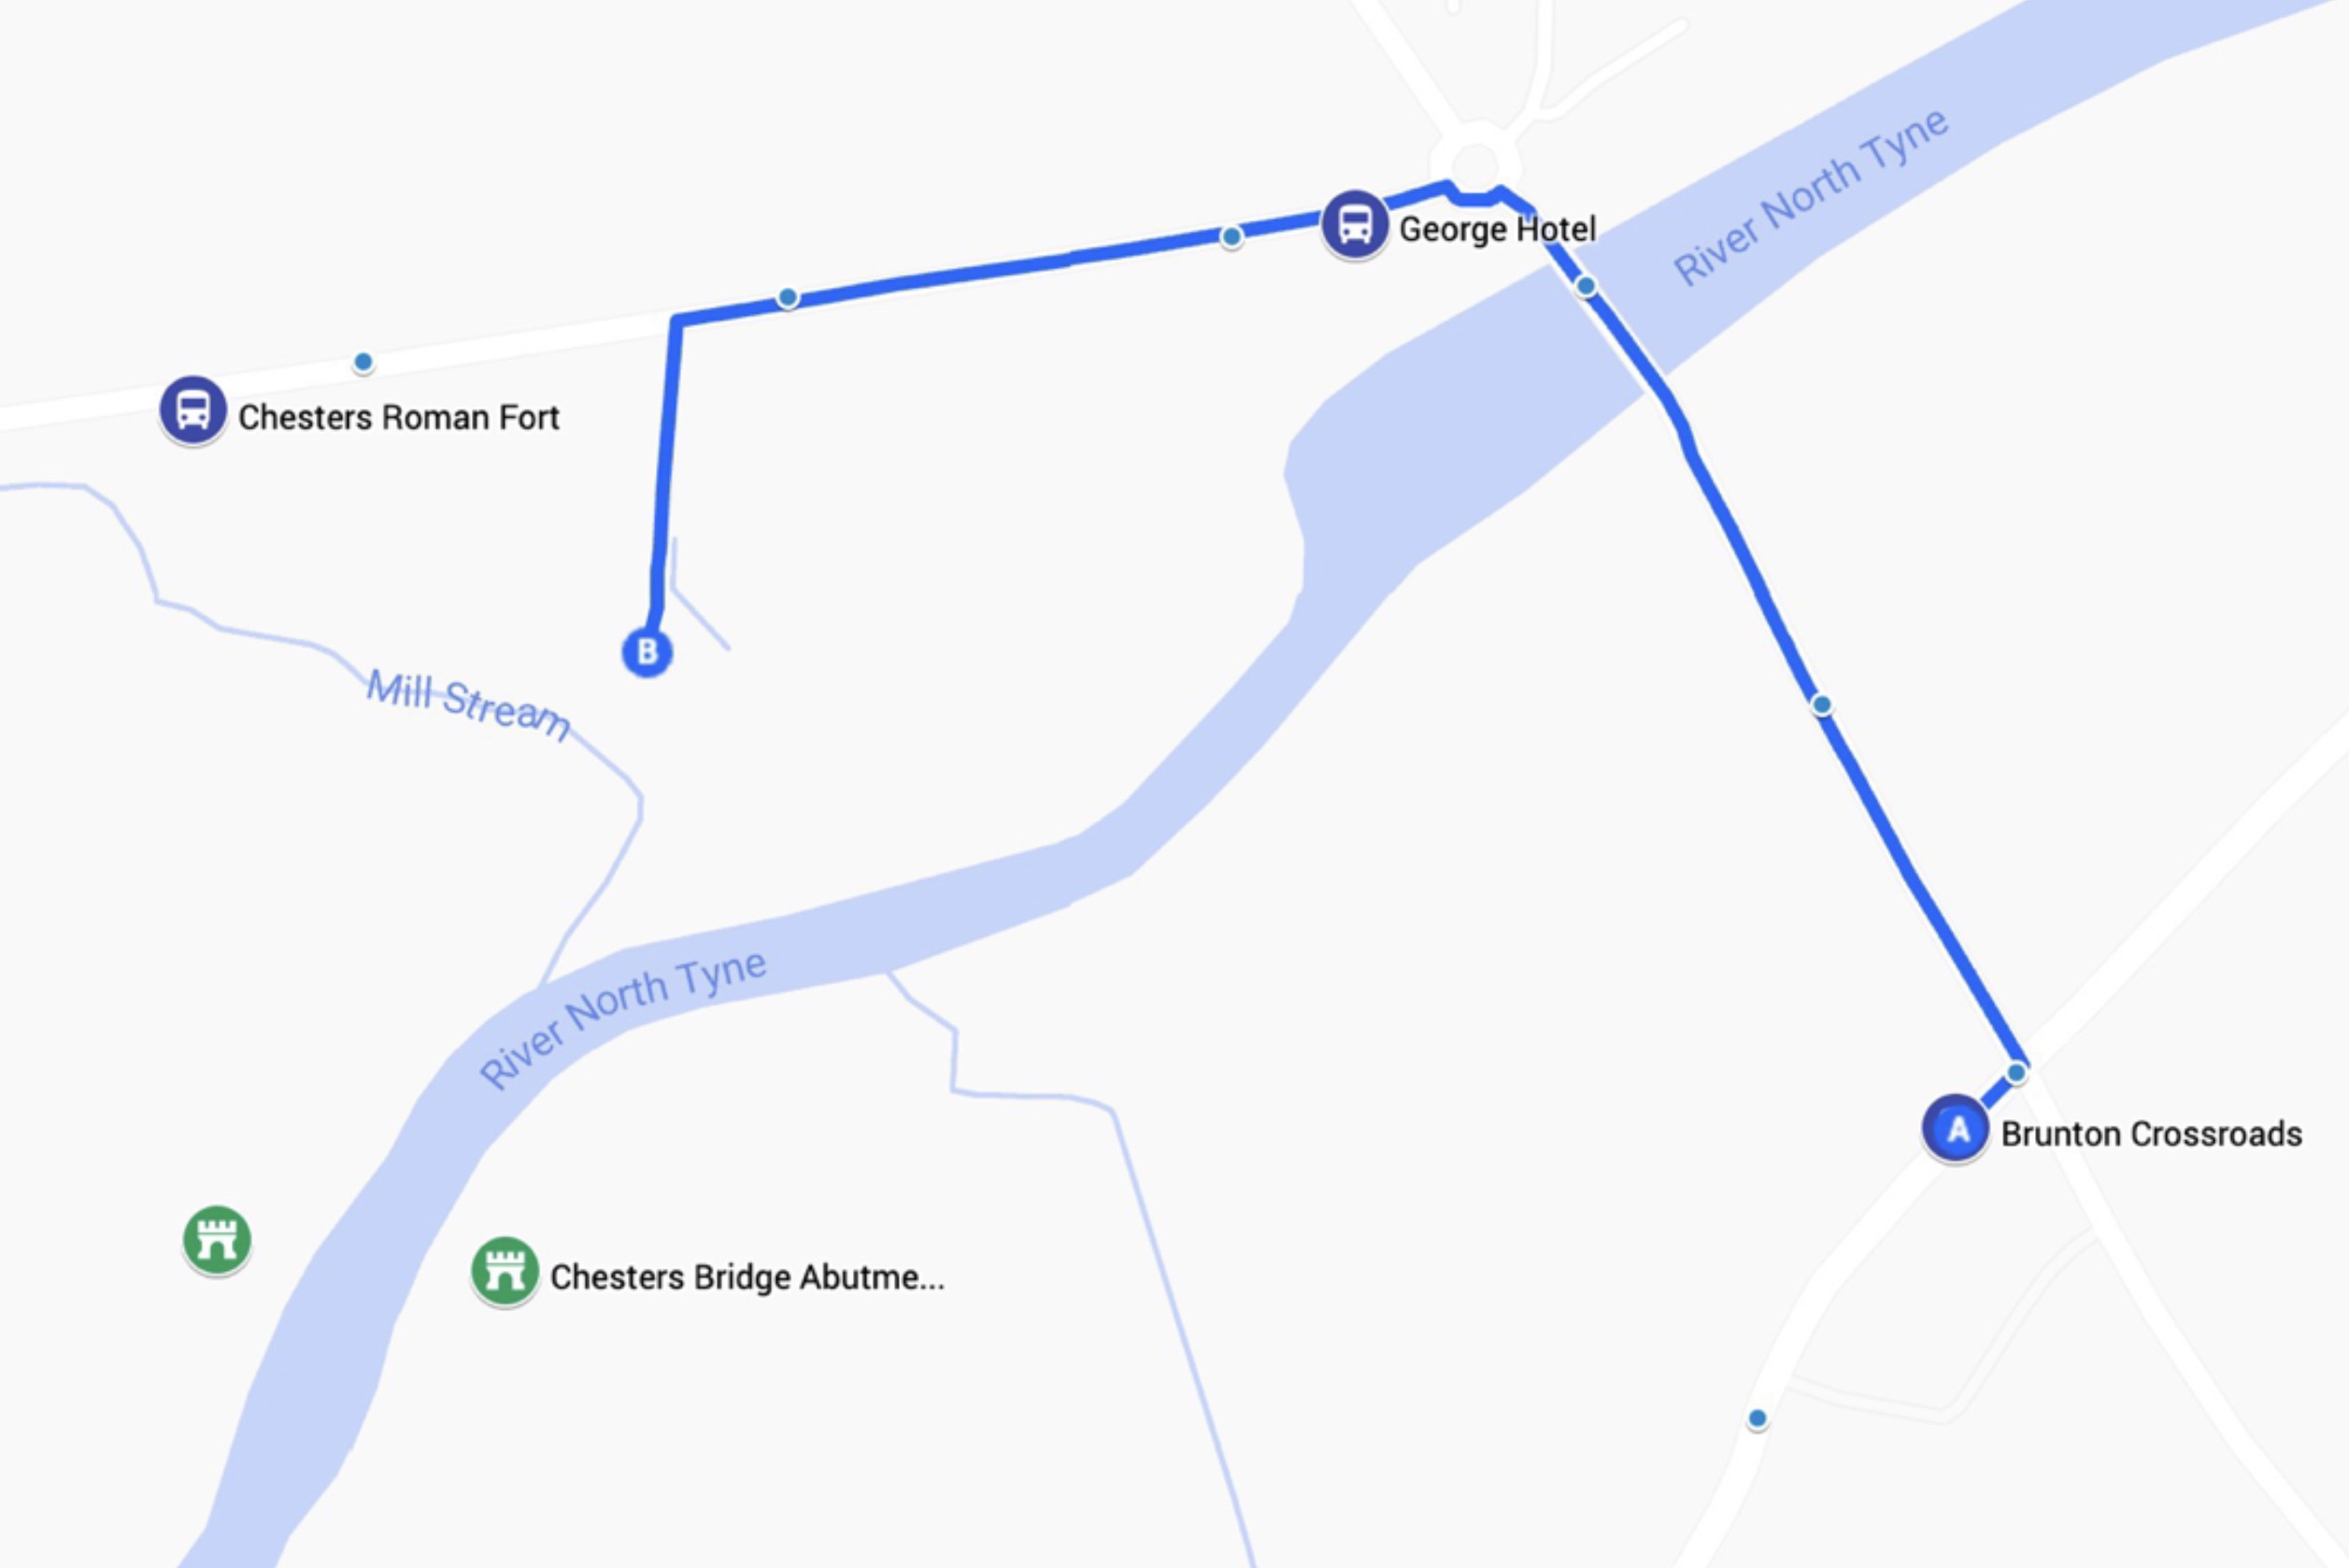 River North Tyne
George Hotel
Chesters Roman Fort
B
Mill Stream
River North Tyne
A
Brunton Crossroads
Chesters Bridge Abutme...